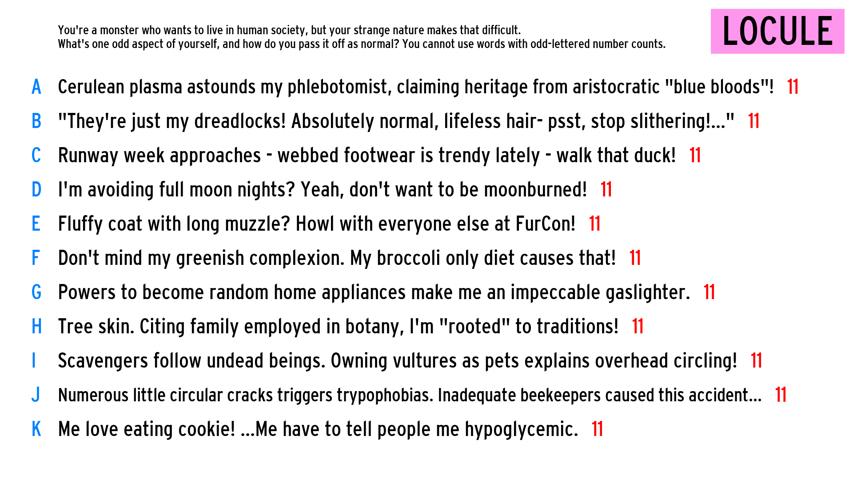 You're a monster who wants to live in human society, but your strange nature makes that difficult.
What's one odd aspect of yourself, and how do you pass it off as normal? You cannot use words with odd-lettered number counts.
LOCULE
A Cerulean plasma astounds my phlebotomist, claiming heritage from aristocratic "blue bloods"! 11
B "They're just my dreadlocks! Absolutely normal, lifeless hair- psst, stop slithering!..." 11
C Runway week approaches - webbed footwear is trendy lately - walk that duck! 11
D I'm avoiding full moon nights? Yeah, don't want to be moonburned! 11
E Fluffy coat with long muzzle? Howl with everyone else at FurCon! 11
F Don't mind my greenish complexion. My broccoli only diet causes that! 11
G Powers to become random home appliances make me an impeccable gaslighter. 11
H Tree skin. Citing family employed in botany, I'm "rooted" to traditions! 11
I Scavengers follow undead beings. Owning vultures as pets explains overhead circling! 11
J Numerous little circular cracks triggers trypophobias. Inadequate beekeepers caused this accident... 11
K Me love eating cookie! ...Me have to tell people me hypoglycemic. 11